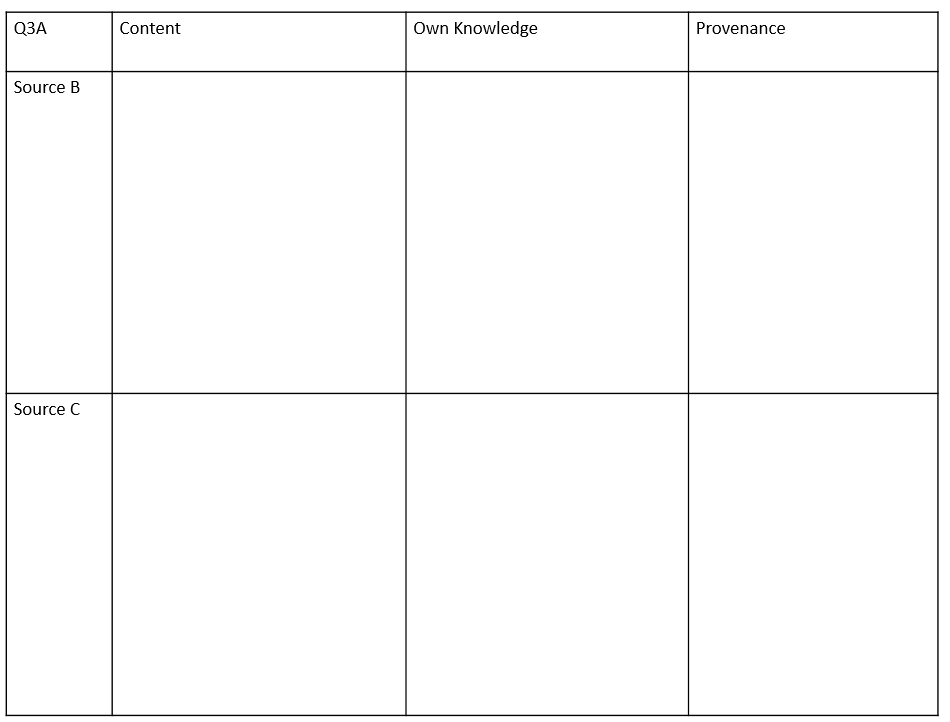 Q3A Content Own Knowledge Provenance
Source B
Source C